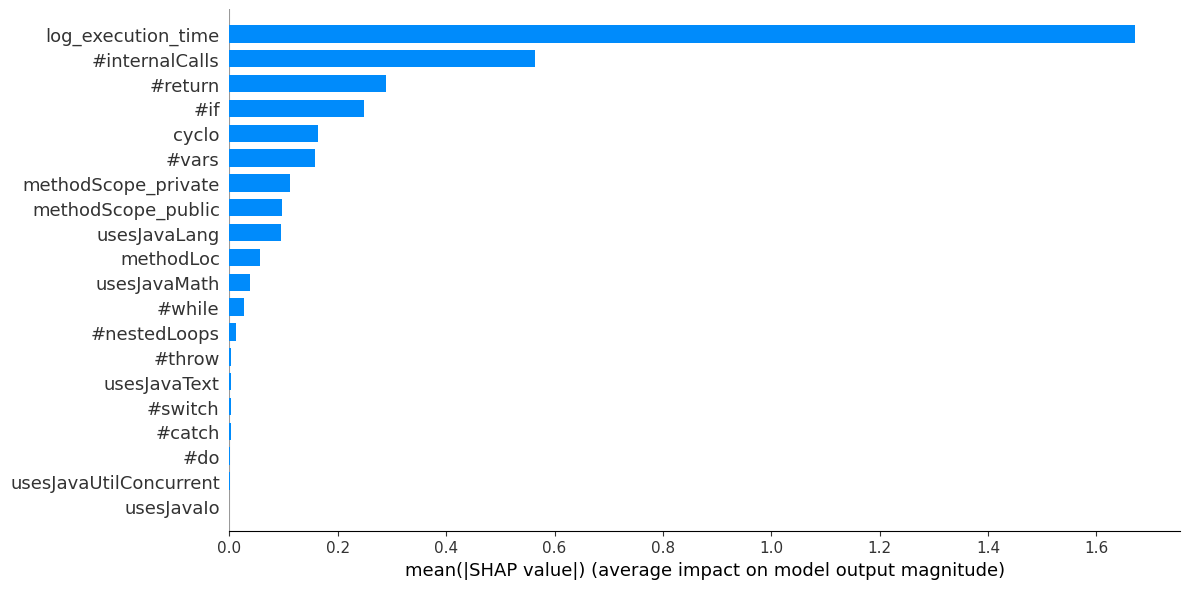 log_execution_time
#internalCalls
#return
#if
cyclo
#vars
methodScope_private
methodScope_public
usesJavaLang
methodLoc
usesJavaMath
#while
#nestedLoops
#throw
usesJavaText
#switch
#catch
#do
usesJavaUtilConcurrent
usesJavaIo
0.0 0.2 0.4 0.6 0.8 1.0 1.2 1.4 1.6
mean(|SHAP value|) (average impact on model output magnitude)